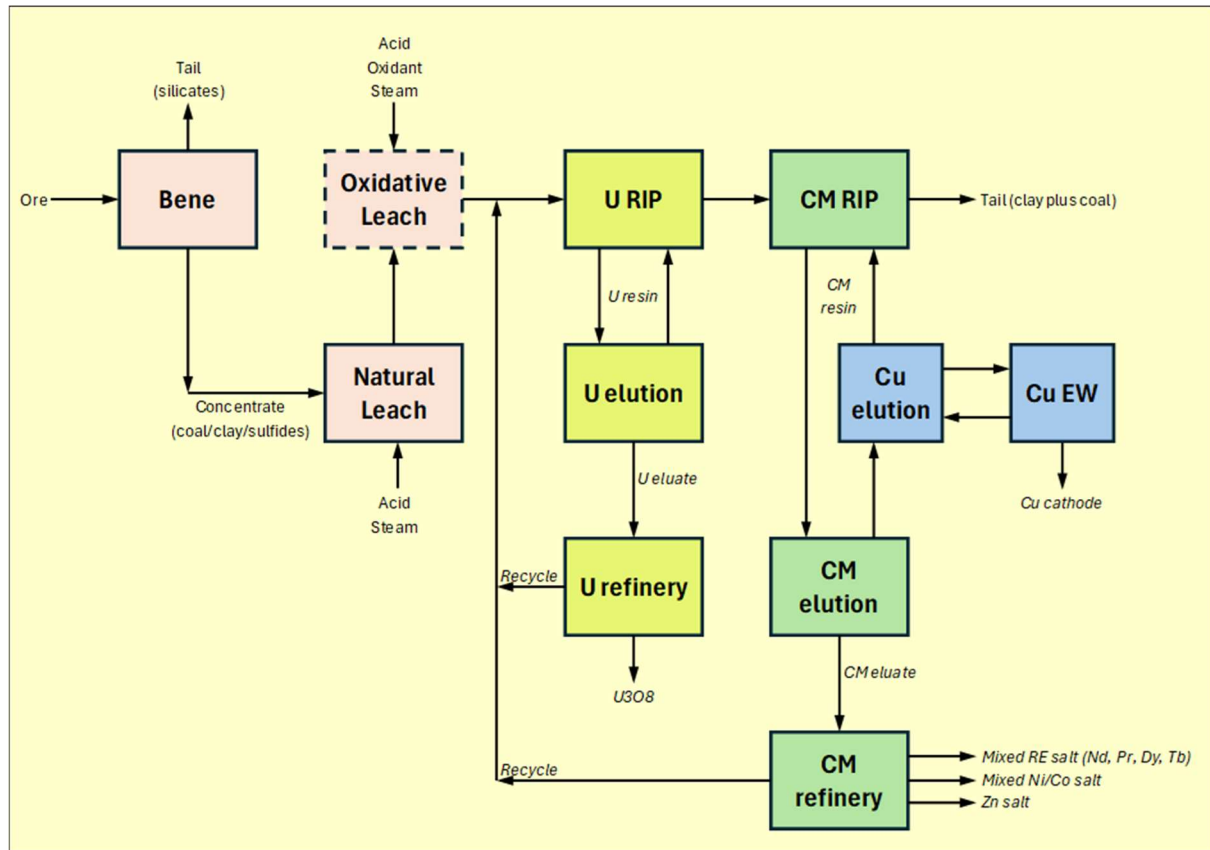 Tail
(silicates)
Acid
Oxidant
Steam
Ore
Bene
Oxidative
Leach
U RIP
CM RIP
Tail (clay plus coal)
U resin
CM
resin
Concentrate
(coal/clay/sulfides)
Natural
Leach
U elution
Cu
elution
Cu EW
Acid
Steam
U eluate
Cu cathode
Recycle
U refinery
CM
elution
U3O8
CM eluate
Recycle
CM
refinery
Mixed RE salt (Nd, Pr, Dy, Tb)
Mixed Ni/Co salt
Zn salt